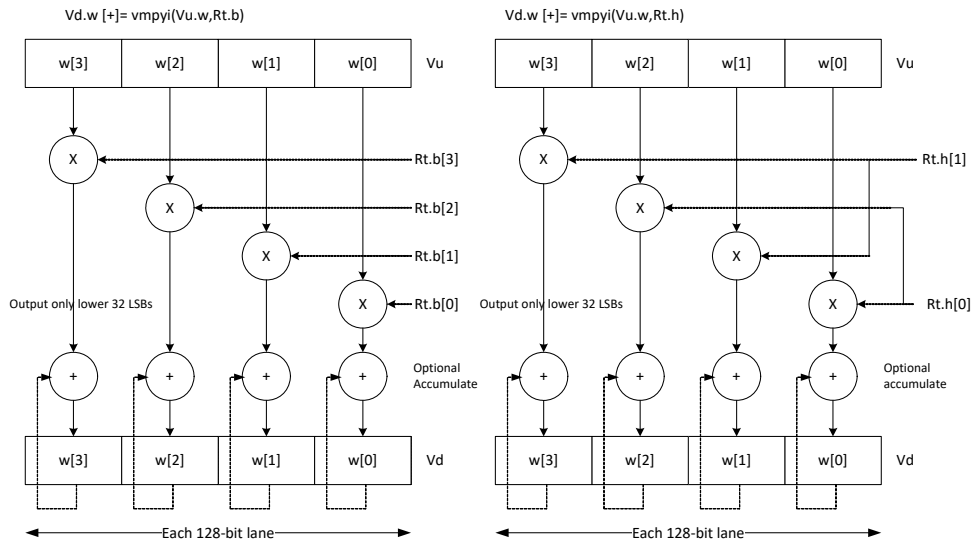 Vd.w [+]= vmpyi(Vu.w,Rt.b)
w[3] w[2] w[1] w[0] Vu
X Rt.b[3]
X Rt.b[2]
X Rt.b[1]
Output only lower 32 LSBs X Rt.b[0]
+ + + + Optional
Accumulate
w[3] w[2] w[1] w[0] Vd
Each 128-bit lane
Vd.w [+]= vmpyi(Vu.w,Rt.h)
w[3] w[2] w[1] w[0] Vu
X Rt.h[1]
X
X
Output only lower 32 LSBs X Rt.h[0]
+ + + + Optional
accumulate
w[3] w[2] w[1] w[0] Vd
Each 128-bit lane